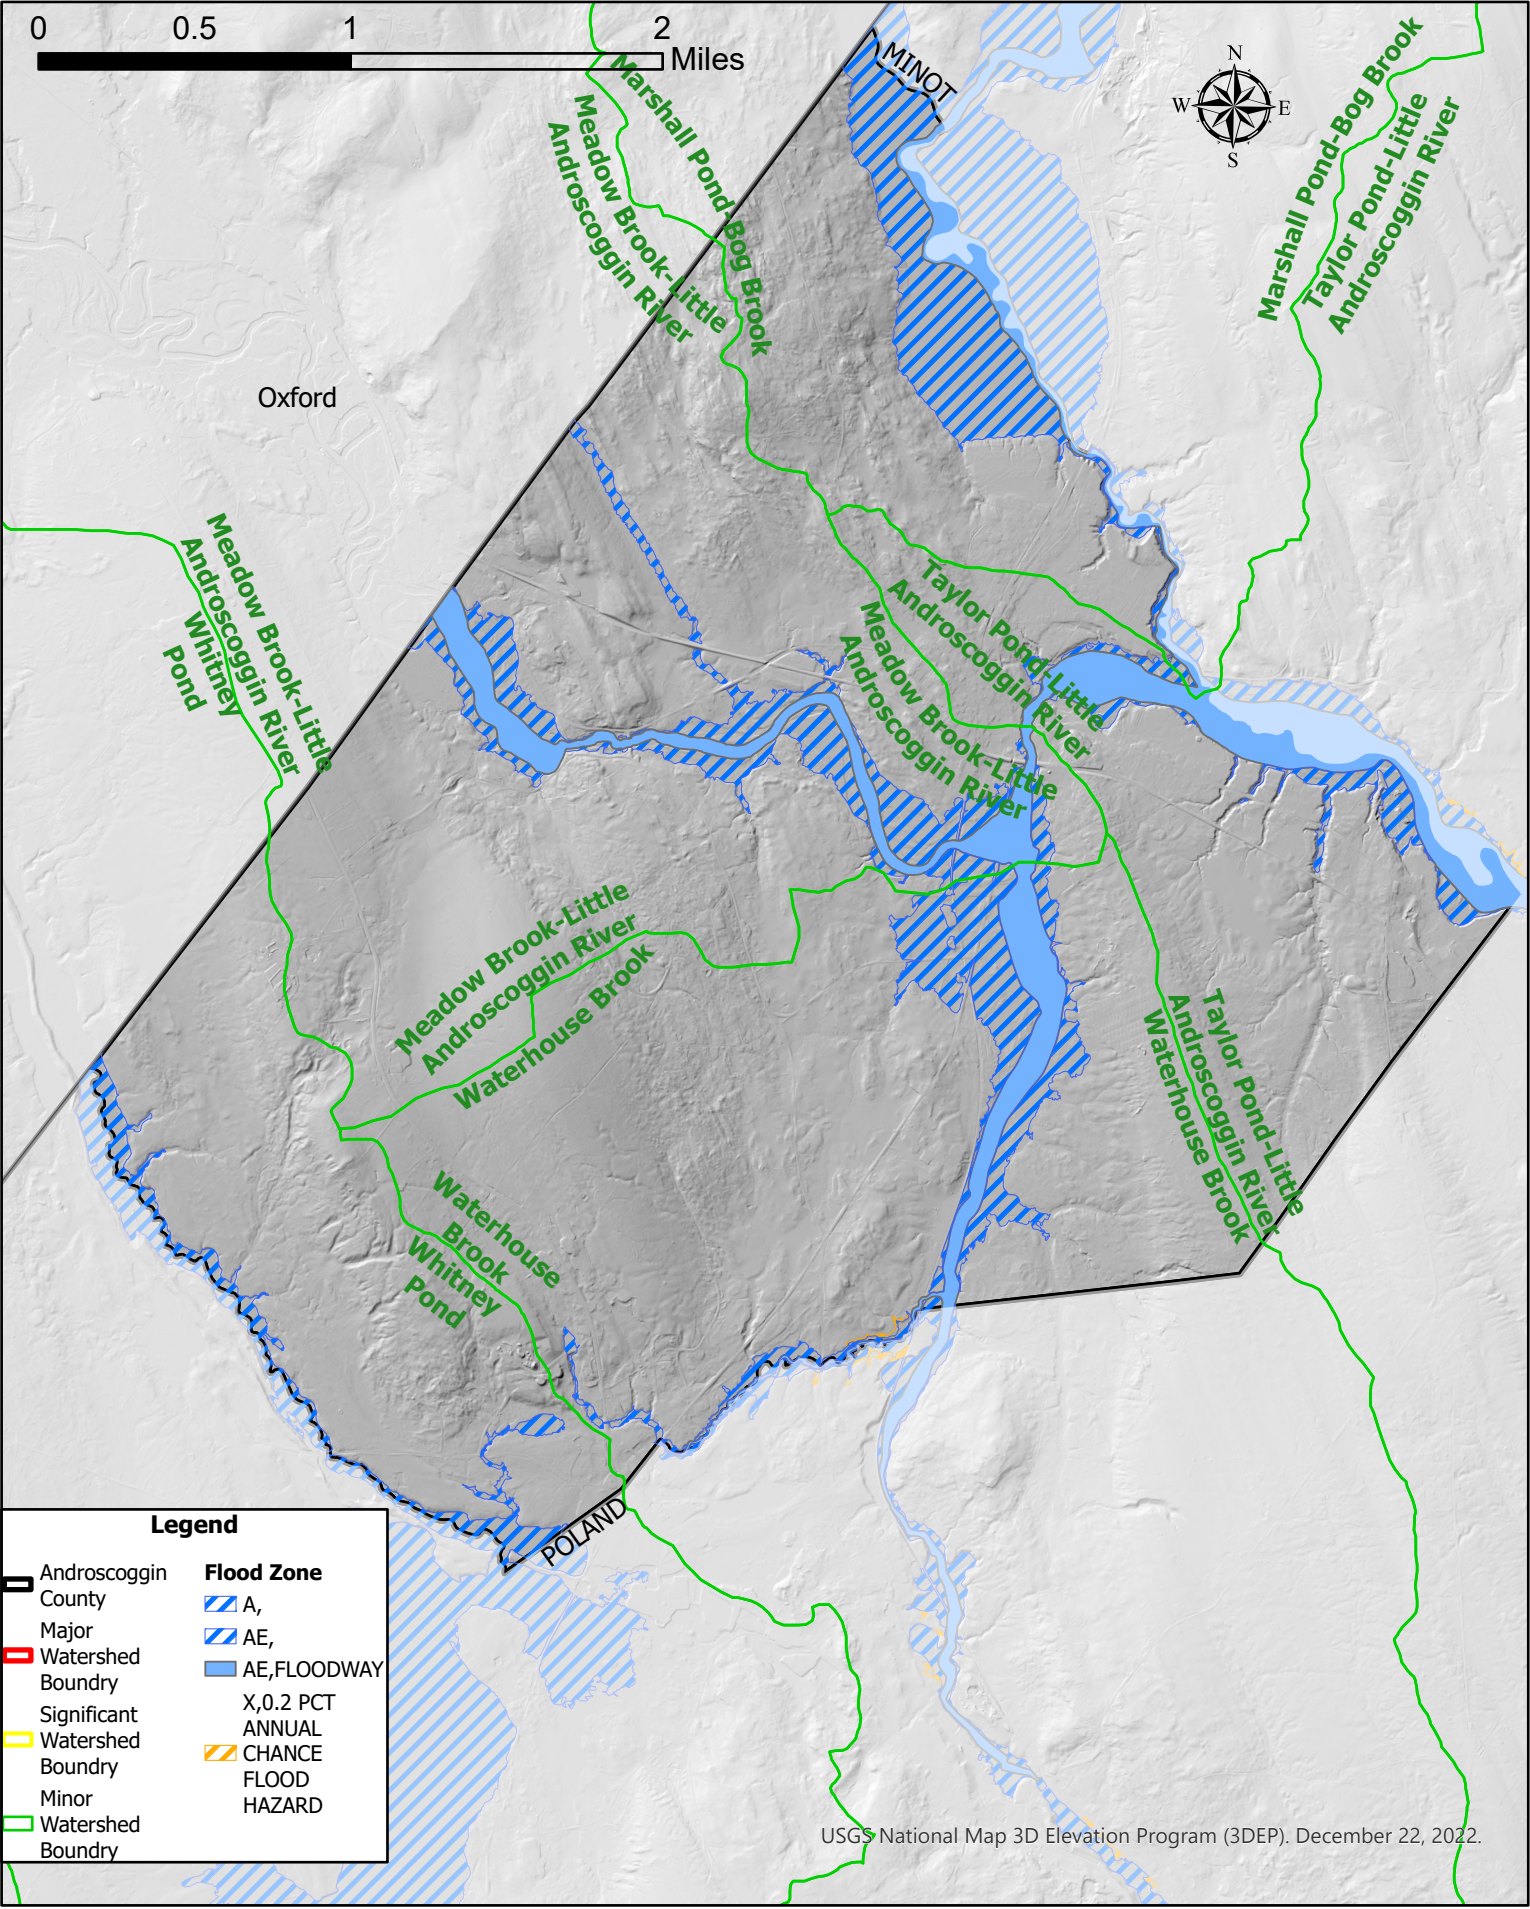 0 0.5 1 2
Miles
MINOT
N
W E
S
Marshall Pond-Bog Brook
Meadow Brook-Little
Androscoggin River
Marshall Pond-Bog Brook
Taylor Pond-Little
Androscoggin River
Oxford
Meadow Brook-Little
Androscoggin River
Whitney
Pond
Taylor Pond-Little
Androscoggin River
Meadow Brook-Little
Androscoggin River
Meadow Brook-Little
Androscoggin River
Waterhouse Brook
Taylor Pond-Little
Androscoggin River
Waterhouse Brook
Waterhouse
Brook
Whitney
Pond
POLAND
Legend
Androscoggin
County
Major
Watershed
Boundry
Significant
Watershed
Boundry
Minor
Watershed
Boundry
Flood Zone
A,
AE,
AE,FLOODWAY
X,0.2 PCT
ANNUAL
CHANCE
FLOOD
HAZARD
USGS National Map 3D Elevation Program (3DEP). December 22, 2022.